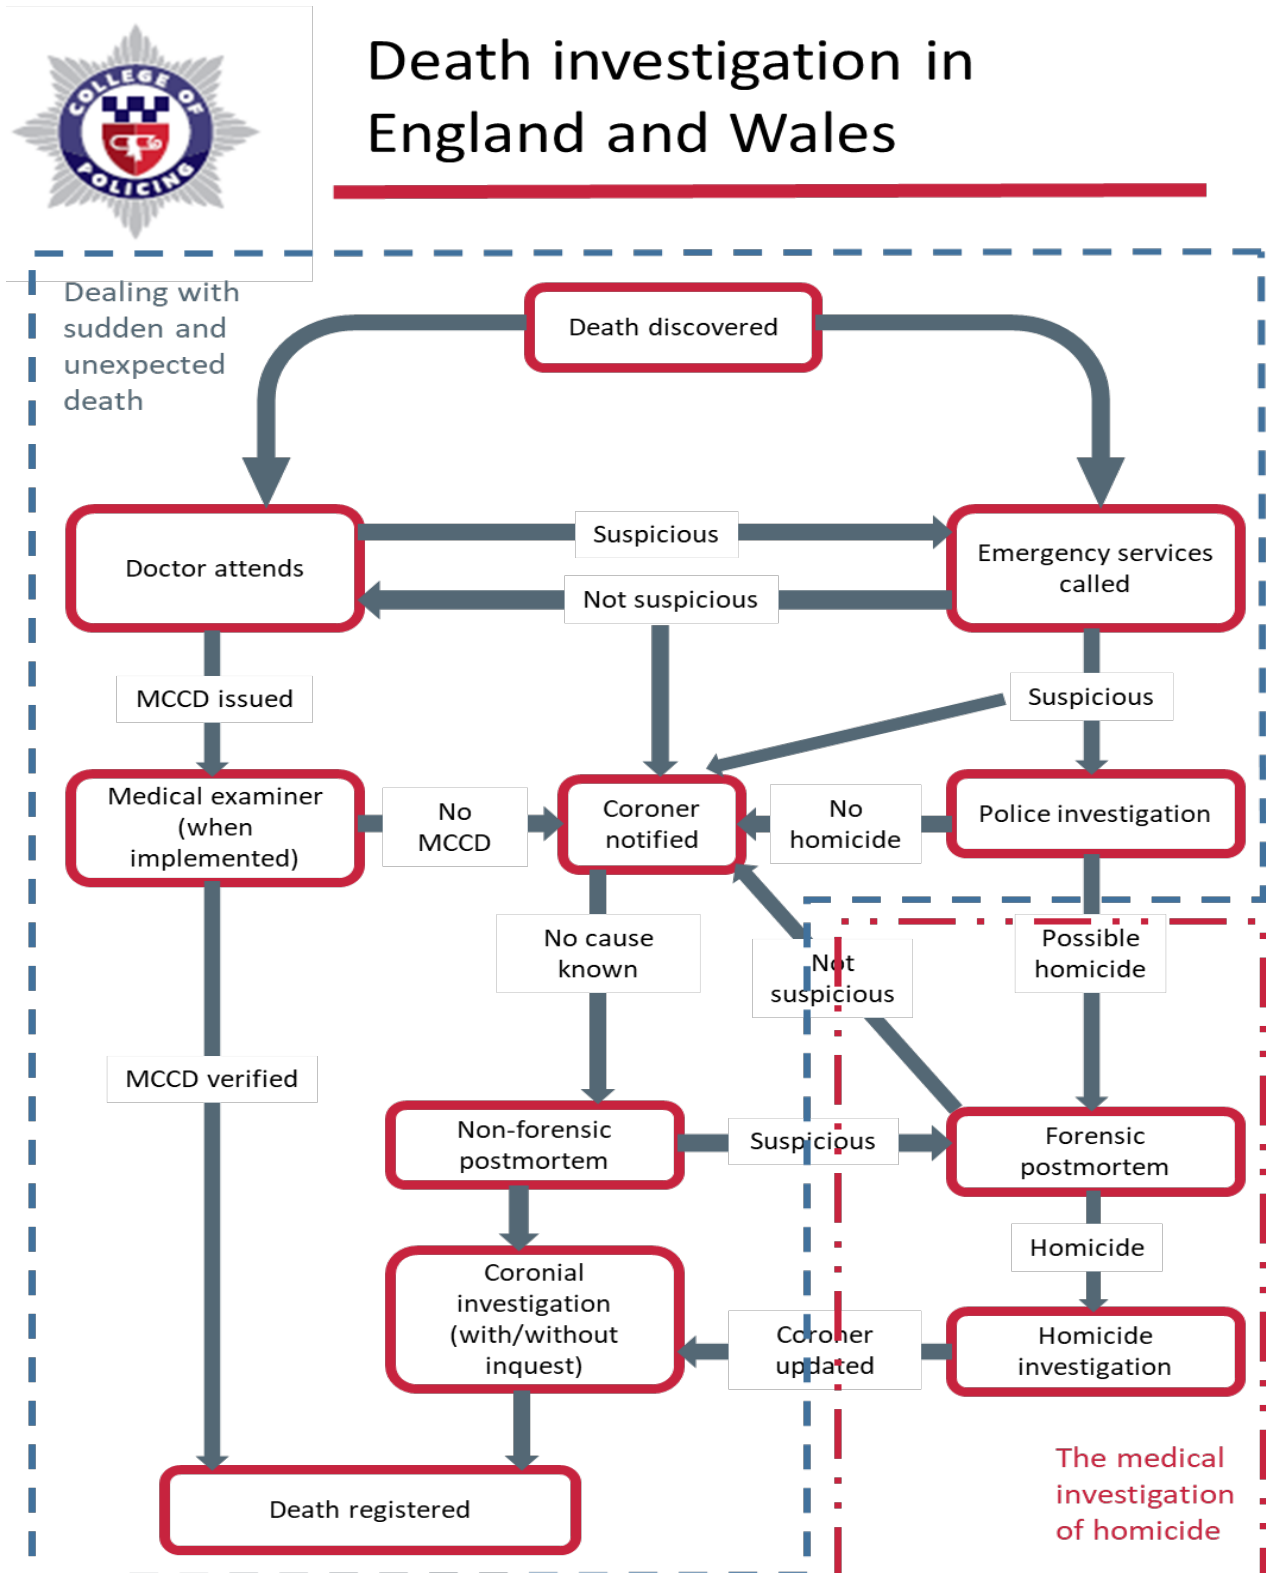 COLLEGE OF
POLICING
Death investigation in
England and Wales
Dealing with
sudden and
unexpected
death
Death discovered
Doctor attends
Suspicious
Not suspicious
Emergency services
called
MCCD issued
Suspicious
Medical examiner
(when
implemented)
No
MCCD
Coroner
notified
No
homicide
Police investigation
No cause
known
Not
suspicious
Possible
homicide
MCCD verified
Non-forensic
postmortem
Suspicious
Forensic
postmortem
Homicide
Coronial
investigation
(with/without
inquest)
Coroner
updated
Homicide
investigation
Death registered
The medical
investigation
of homicide